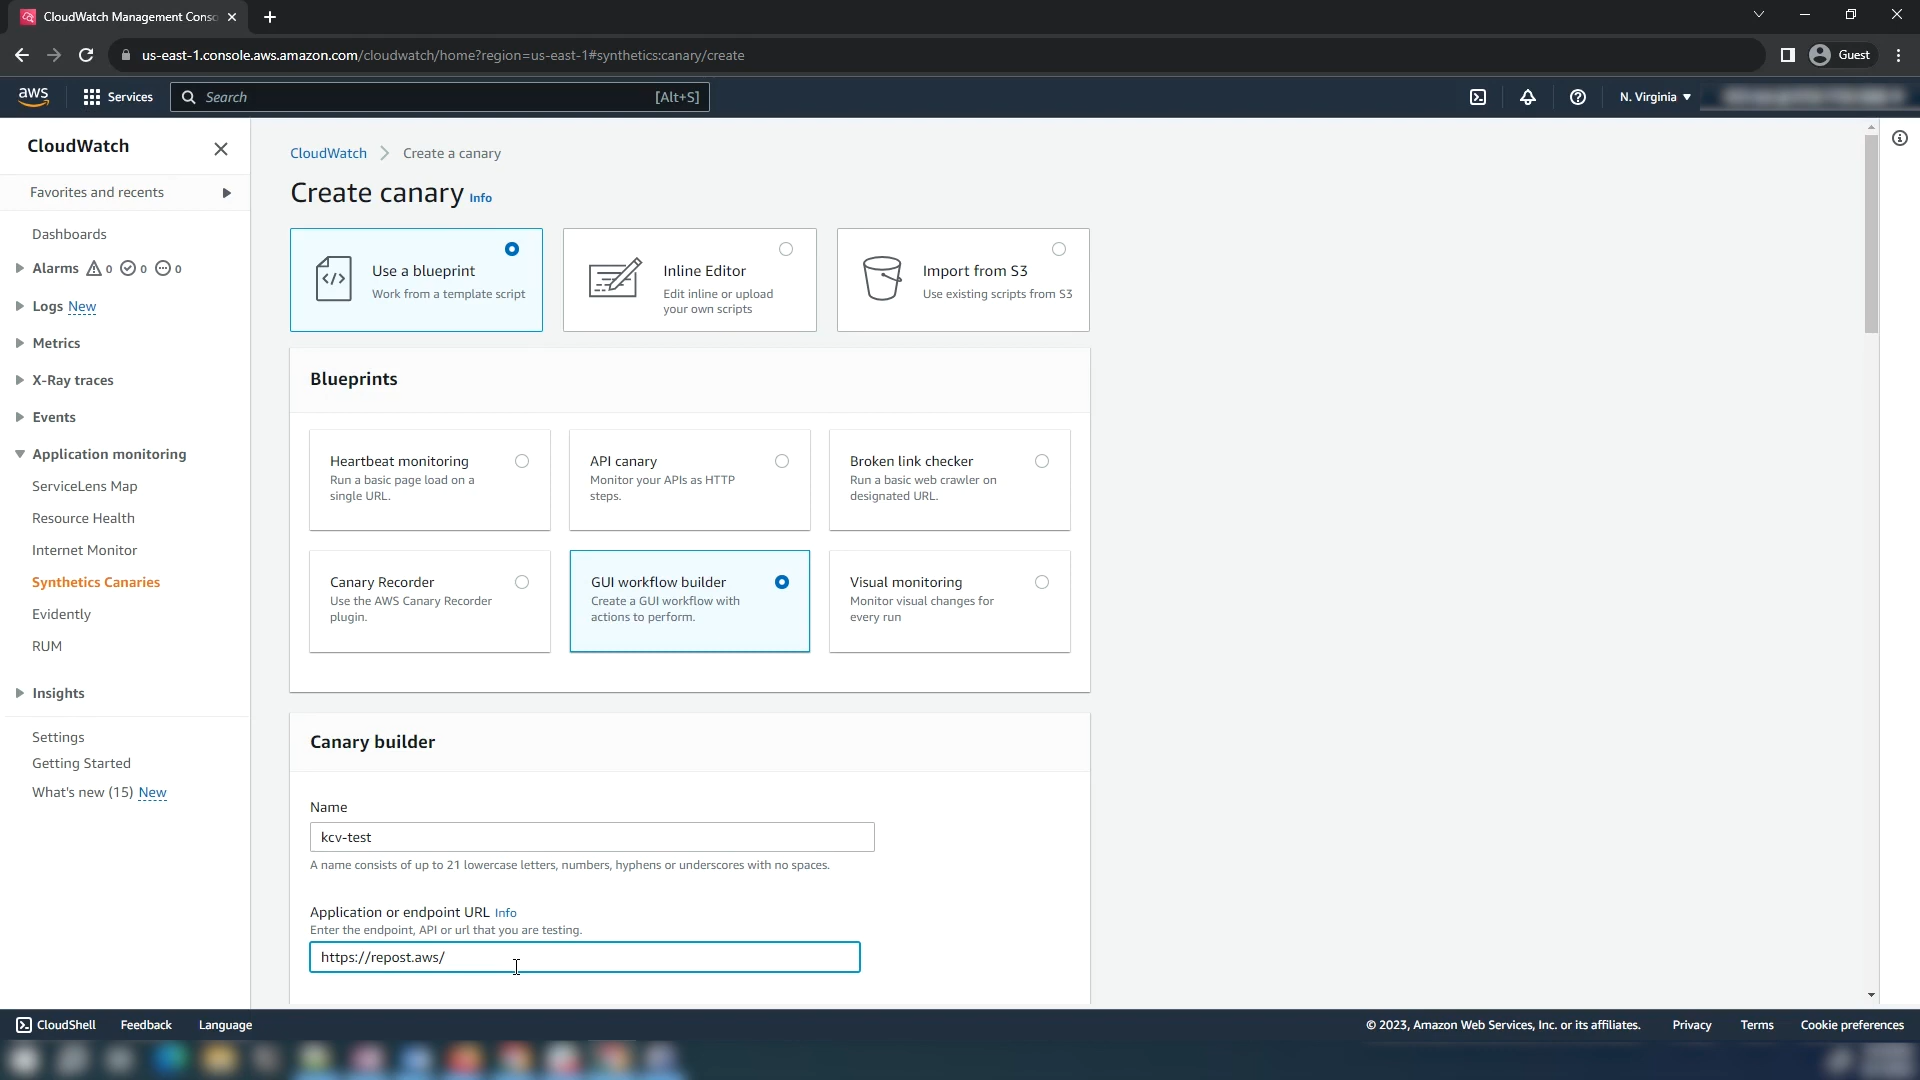 CloudWatch Management Conso
us-east-1.console.aws.amazon.com/cloudwatch/home?region=us-east-1#synthetics:canary/create
Guest
aws
Services
Search
[Alt+S]
N. Virginia
CloudWatch
Favorites and recents
Dashboards
Alarms 0 0 0
Logs New
Metrics
X-Ray traces
Events
Application monitoring
ServiceLens Map
Resource Health
Internet Monitor
Synthetics Canaries
Evidently
RUM
Insights
Settings
Getting Started
What's new (15) New
CloudWatch > Create a canary
Create canary Info
Use a blueprint
Work from a template script
Inline Editor
Edit inline or upload
your own scripts
Import from S3
Use existing scripts from S3
Blueprints
Heartbeat monitoring
Run a basic page load on a
single URL.
API canary
Monitor your APIs as HTTP
steps.
Broken link checker
Run a basic web crawler on
designated URL.
Canary Recorder
Use the AWS Canary Recorder
plugin.
GUI workflow builder
Create a GUI workflow with
actions to perform.
Visual monitoring
Monitor visual changes for
every run
Canary builder
Name
kcv-test
A name consists of up to 21 lowercase letters, numbers, hyphens or underscores with no spaces.
Application or endpoint URL Info
Enter the endpoint, API or url that you are testing.
https://repost.aws/
CloudShell
Feedback
Language
© 2023, Amazon Web Services, Inc. or its affiliates.
Privacy
Terms
Cookie preferences